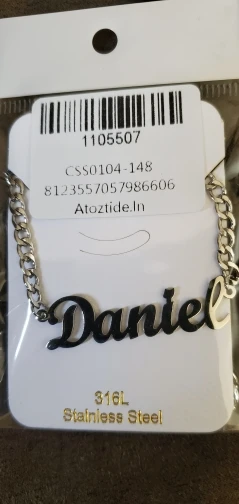 1105507
CSS0104-148
8123557057986606
Atoztide.In
Daniel
316L
Stainless Steel